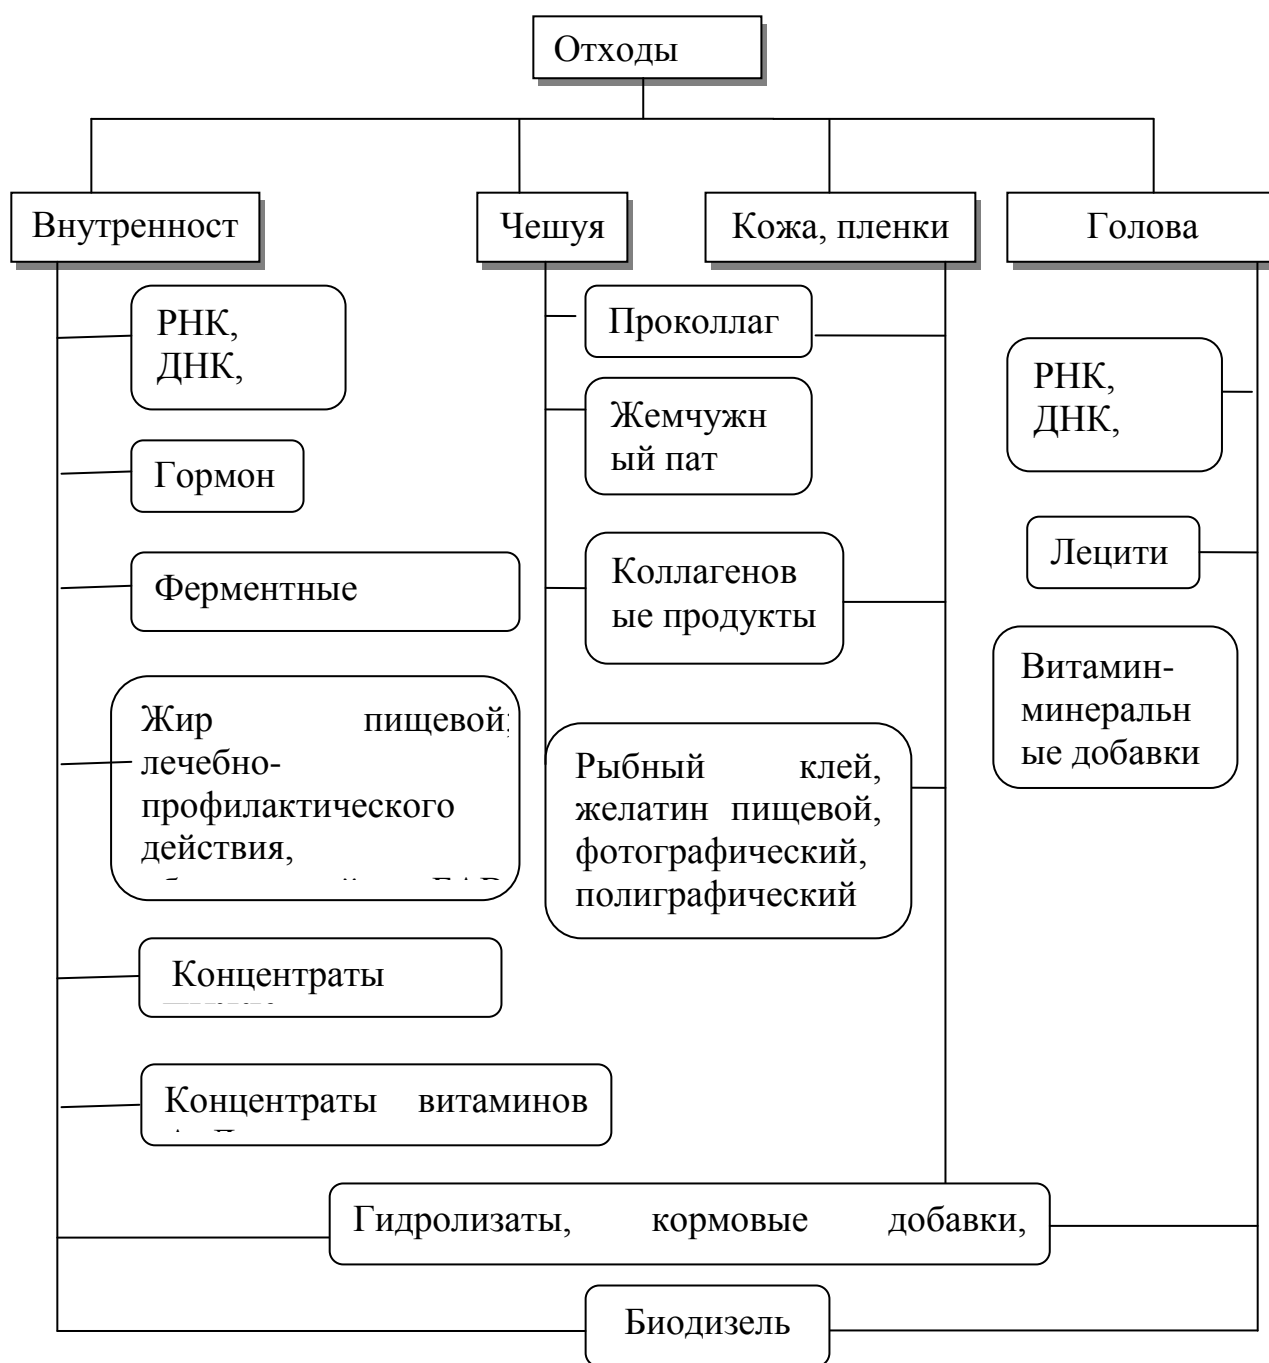 Отходы
Внутренност
Чешуя
Кожа, пленки
Голова
РНК,
ДНК,
Гормон
Ферментные
Жир пищевой;
лечебно-
профилактического
действия,
Концентраты
Концентраты витаминов
Проколлаг
Жемчужн
ый пат
Коллагенов
ые продукты
Рыбный клей,
желатин пищевой,
фотографический,
полиграфический
РНК,
ДНК,
Лецити
Витамин-
минеральн
ые добавки
Гидролизаты, кормовые добавки,
Биодизель